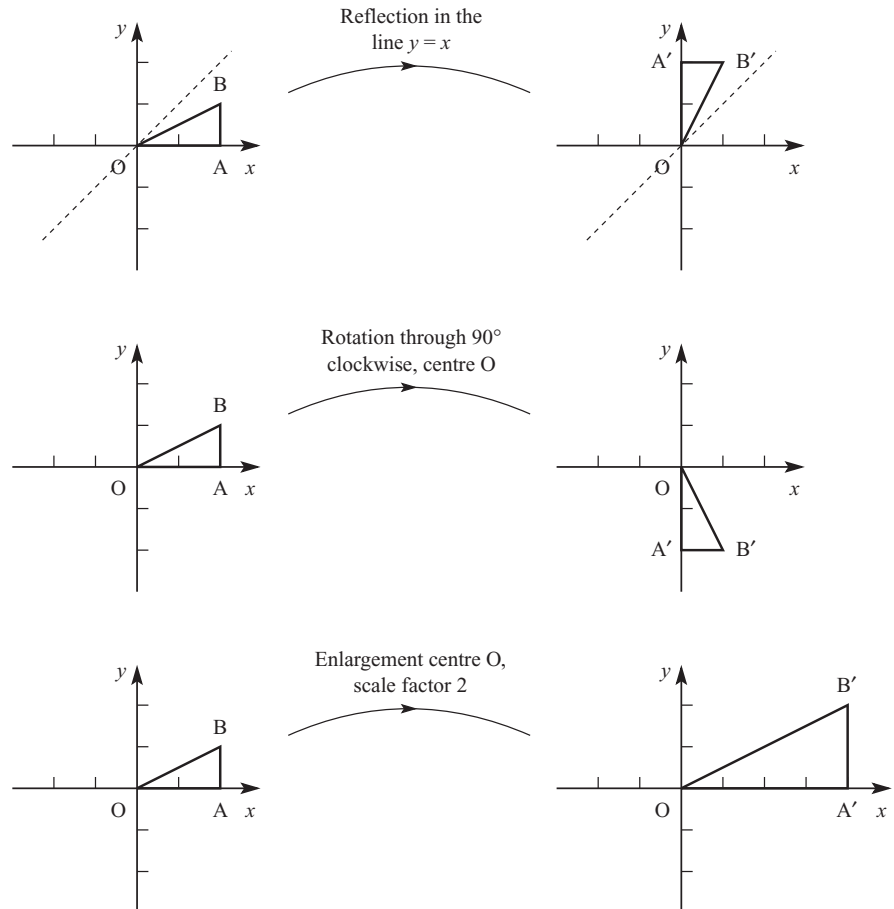 Reflection in the
line y = x
y
B
O
A
x
y
A′
B′
O
x
Rotation through 90°
clockwise, centre O
y
B
O
A
x
y
O
x
A′
B′
Enlargement centre O,
scale factor 2
y
B
O
A
x
y
B′
O
A′
x